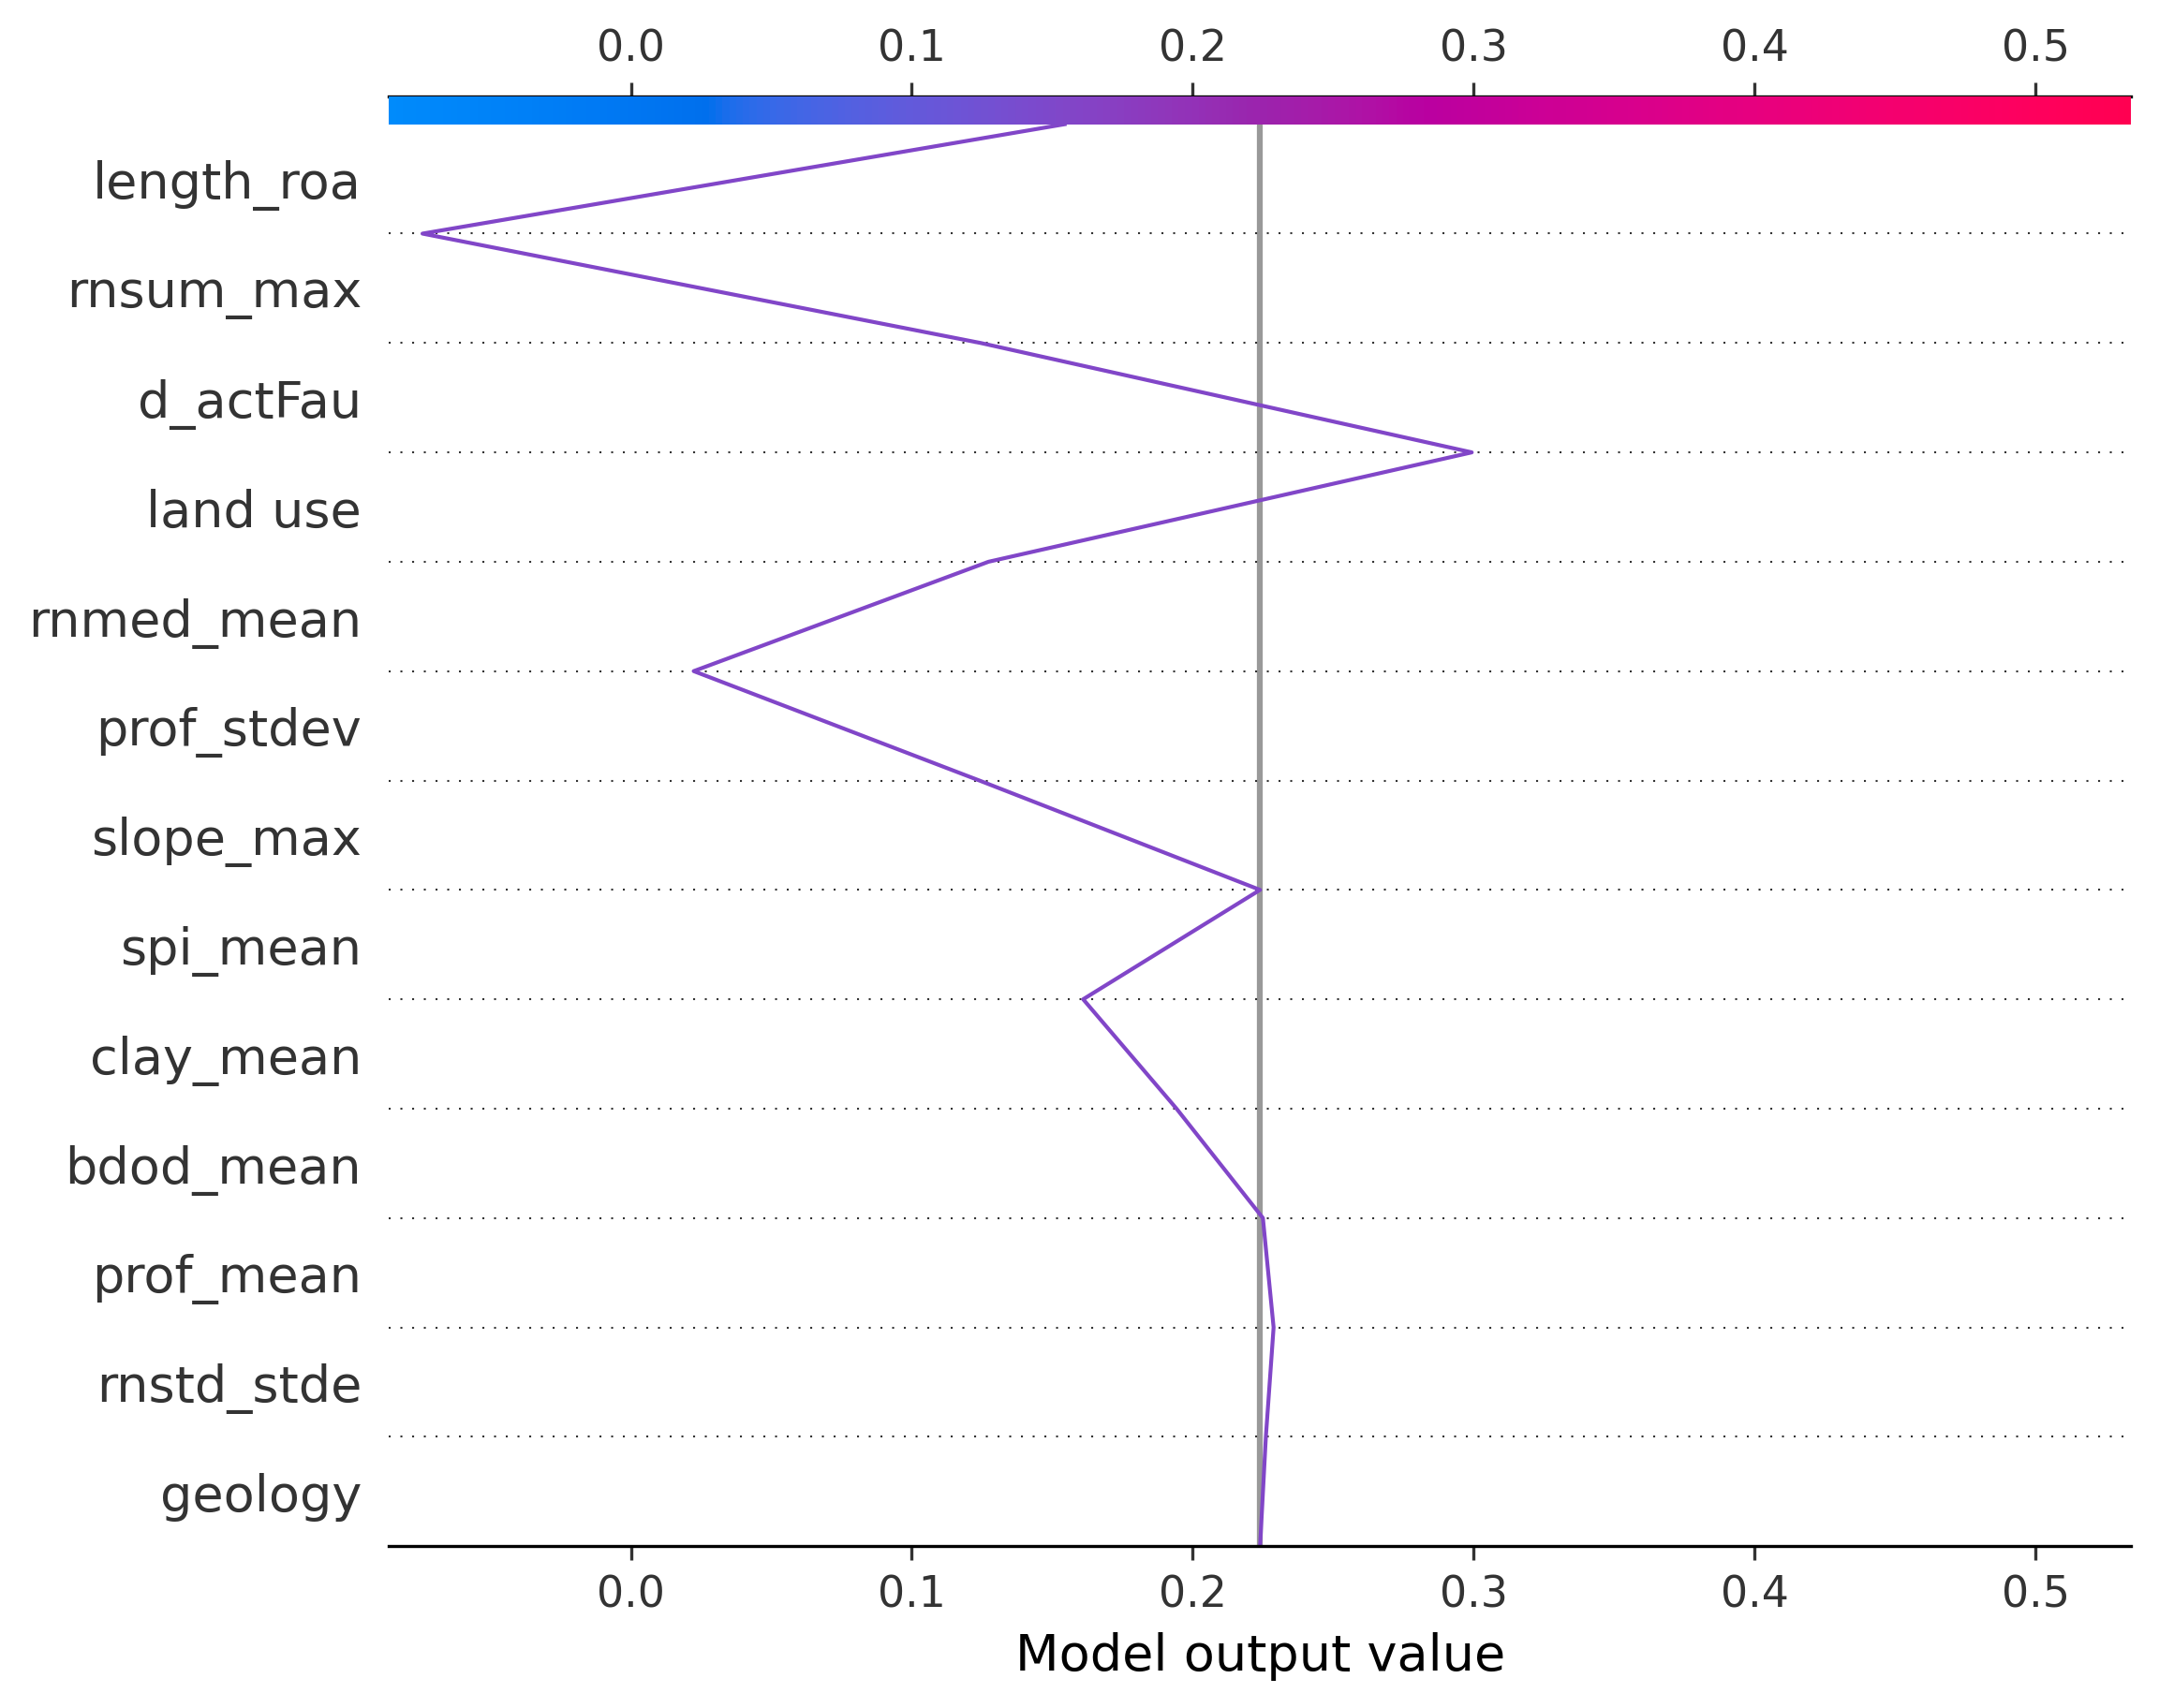 0.0 0.1 0.2 0.3 0.4 0.5
length_roa
rnsum_max
d_actFau
land use
rnmed_mean
prof_stdev
slope_max
spi_mean
clay_mean
bdod_mean
prof_mean
rnstd_stde
geology
0.0 0.1 0.2 0.3 0.4 0.5
Model output value